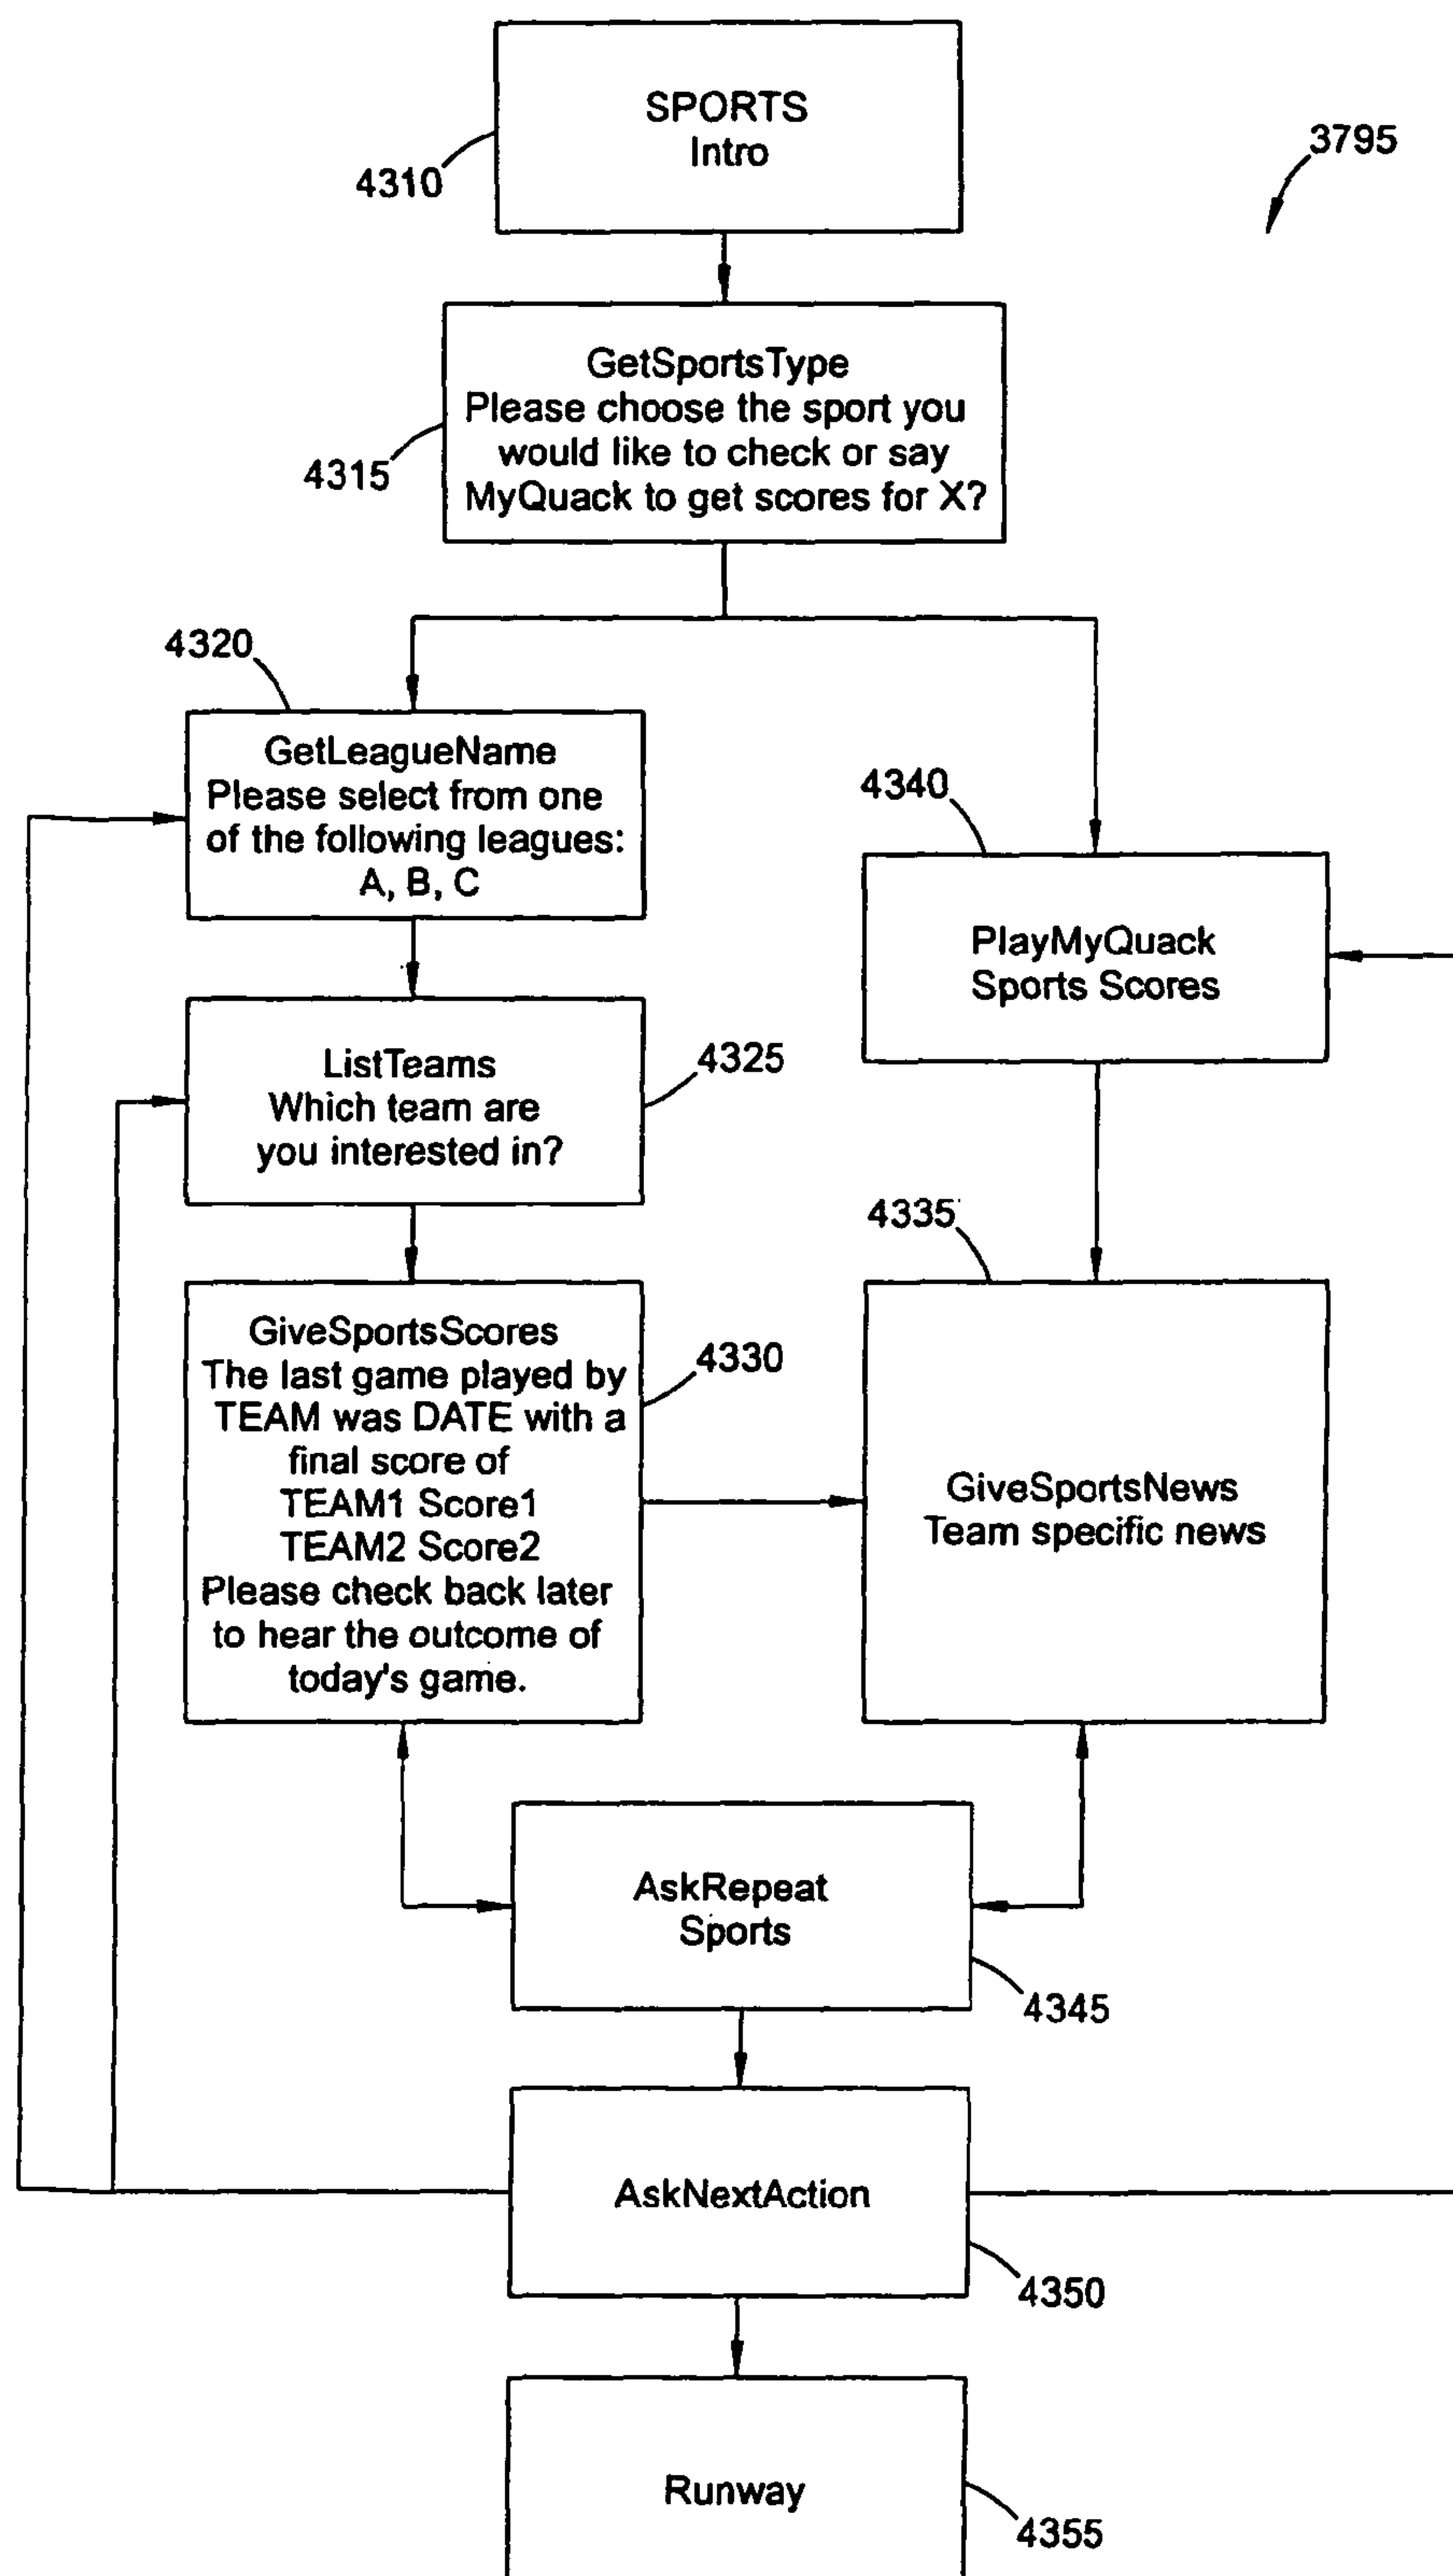 SPORTS
Intro
4310
3795
GetSportsType
Please choose the sport you
would like to check or say
MyQuack to get scores for X?
4315
4320
GetLeagueName
Please select from one
of the following leagues:
A, B, C
4340
PlayMyQuack
Sports Scores
ListTeams
Which team are
you interested in?
4325
4335
GiveSportsScores
The last game played by
TEAM was DATE with a
final score of
TEAM1 Score1
TEAM2 Score2
Please check back later
to hear the outcome of
today's game.
4330
GiveSportsNews
Team specific news
AskRepeat
Sports
4345
AskNextAction
4350
Runway
4355